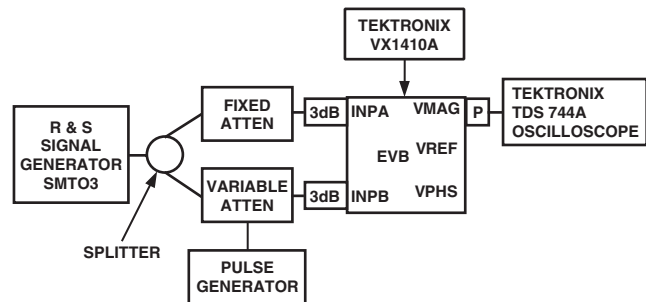 TEKTRONIX
VX1410A
R & S
SIGNAL
GENERATOR
SMTO3
SPLITTER
FIXED
ATTEN
VARIABLE
ATTEN
PULSE
GENERATOR
3dB
3dB
INPA
VMAG
EVB
VREF
INPB
VPHS
P
TEKTRONIX
TDS 744A
OSCILLOSCOPE